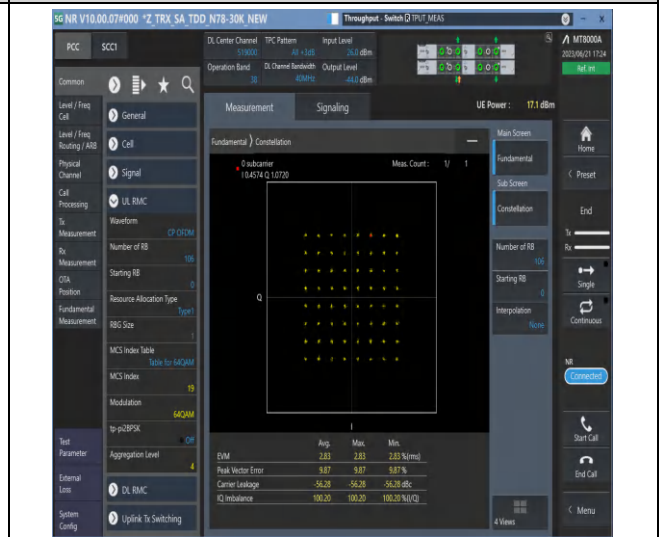 5G NR V10.00.07#000 *Z_TRX_SA_TDD_N78-30K_NEW
Throughput - Switch TPUT_MEAS
PCC
SCC1
DL Center Channel
519000
TPC Pattern
All +3dB
Input Level
26.0 dBm
Operation Band
38
DL Channel Bandwidth
40MHz
Output Level
-44.0 dBm
MT8000A
2023/06/21 17:24
Ref. int
Common
Level / Freq
Cell
Level / Freq
Routing / ARB
Physical
Channel
Call
Processing
Tx
Measurement
Rx
Measurement
OTA
Position
Fundamental
Measurement
Test
Parameter
External
Loss
System
Config
General
Cell
Signal
UL RMC
Waveform
CP OFDM
Number of RB
106
Starting RB
0
Resource Allocation Type
Type1
RBG Size
1
MCS Index Table
Table for 64QAM
MCS Index
19
Modulation
64QAM
tp-pi2BPSK
Off
Aggregation Level
4
DL RMC
Uplink Tx Switching
Measurement
Signaling
UE Power : 17.1 dBm
Fundamental
Constellation
0 subcarrier
I 0.4574 Q 1.0720
Meas. Count : 1/ 1
Q
I
Avg. Max. Min.
EVM 2.83 2.83 2.83 %(rms)
Peak Vector Error 9.87 9.87 9.87 %
Carrier Leakage -56.28 -56.28 -56.28 dBc
IQ Imbalance 100.20 100.20 100.20 %(I/Q)
Main Screen
Fundamental
Sub Screen
Constellation
Number of RB
106
Starting RB
0
Interpolation
None
4 Views
Home
Preset
End
Tx
Rx
Single
Continuous
NR
Connected
Start Call
End Call
Menu